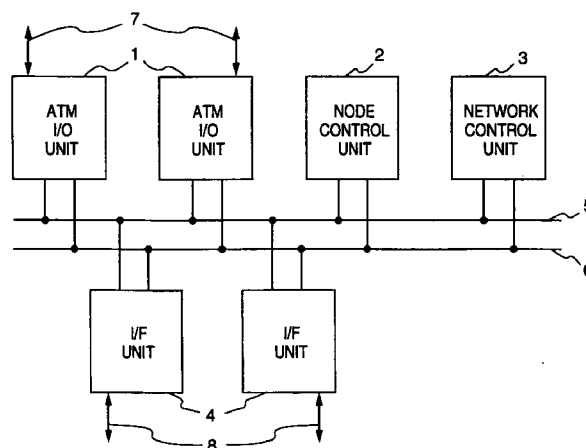 7
1
2
3
ATM
I/O
UNIT
ATM
I/O
UNIT
NODE
CONTROL
UNIT
NETWORK
CONTROL
UNIT
5
6
I/F
UNIT
I/F
UNIT
4
8